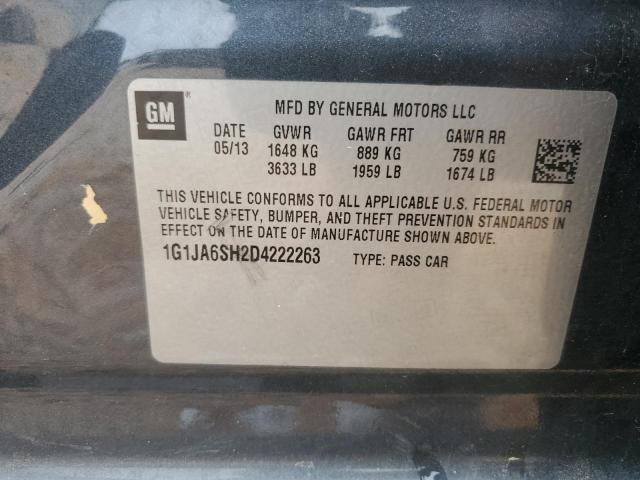 GM ®
MFD BY GENERAL MOTORS LLC
DATE GVWR GAWR FRT GAWR RR
05/13 1648 KG 889 KG 759 KG
3633 LB 1959 LB 1674 LB
THIS VEHICLE CONFORMS TO ALL APPLICABLE U.S. FEDERAL MOTOR
VEHICLE SAFETY, BUMPER, AND THEFT PREVENTION STANDARDS IN
EFFECT ON THE DATE OF MANUFACTURE SHOWN ABOVE.
1G1JA6SH2D4222263 TYPE: PASS CAR